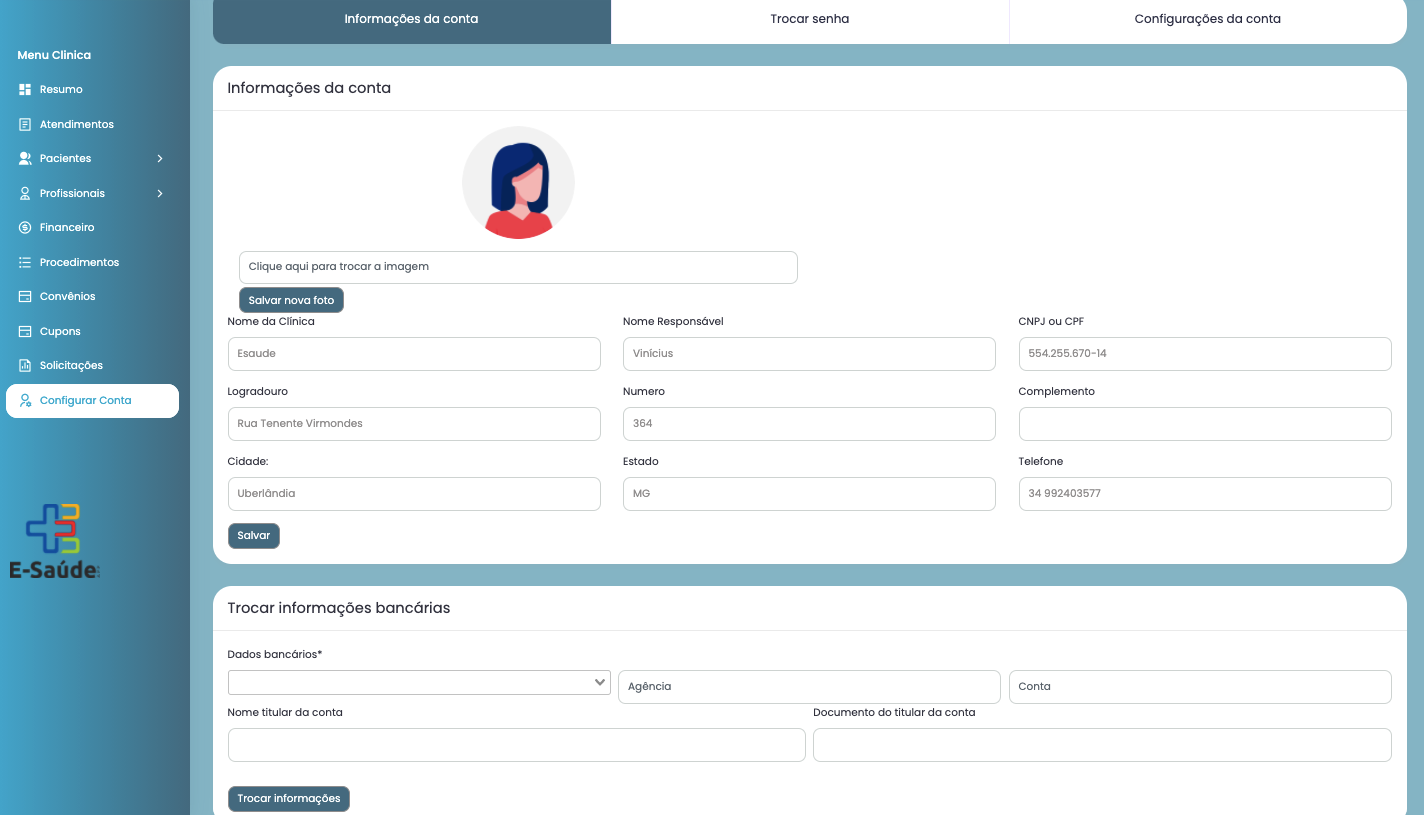 Informações da conta
Trocar senha
Configurações da conta
Menu Clinica
Resumo
Atendimentos
Pacientes
Profissionais
Financeiro
Procedimentos
Convênios
Cupons
Solicitações
Configurar Conta
E-Saúde
Informações da conta
Clique aqui para trocar a imagem
Salvar nova foto
Nome da Clínica
Nome Responsável
CNPJ ou CPF
Esaude
Vinícius
554.255.670-14
Logradouro
Numero
Complemento
Rua Tenente Virmondes
364
Cidade:
Estado
Telefone
Uberlândia
MG
34 992403577
Salvar
Trocar informações bancárias
Dados bancários*
Agência
Conta
Nome titular da conta
Documento do titular da conta
Trocar informações